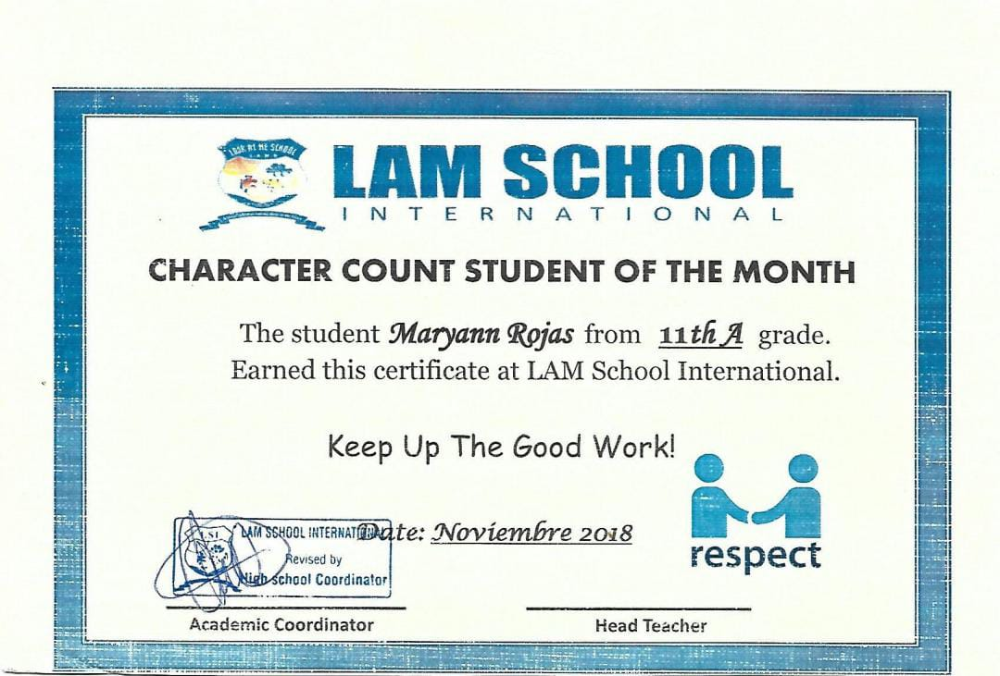 LOOK AT ME SCHOOL
LAM SCHOOL
INTERNATIONAL
CHARACTER COUNT STUDENT OF THE MONTH
The student Maryann Rojas from 11th A grade.
Earned this certificate at LAM School International.
Keep Up The Good Work!
Date: Noviembre 2018
respect
LSI
LAM SCHOOL INTERNATIONAL
Revised by
High school Coordinator
Academic Coordinator
Head Teacher